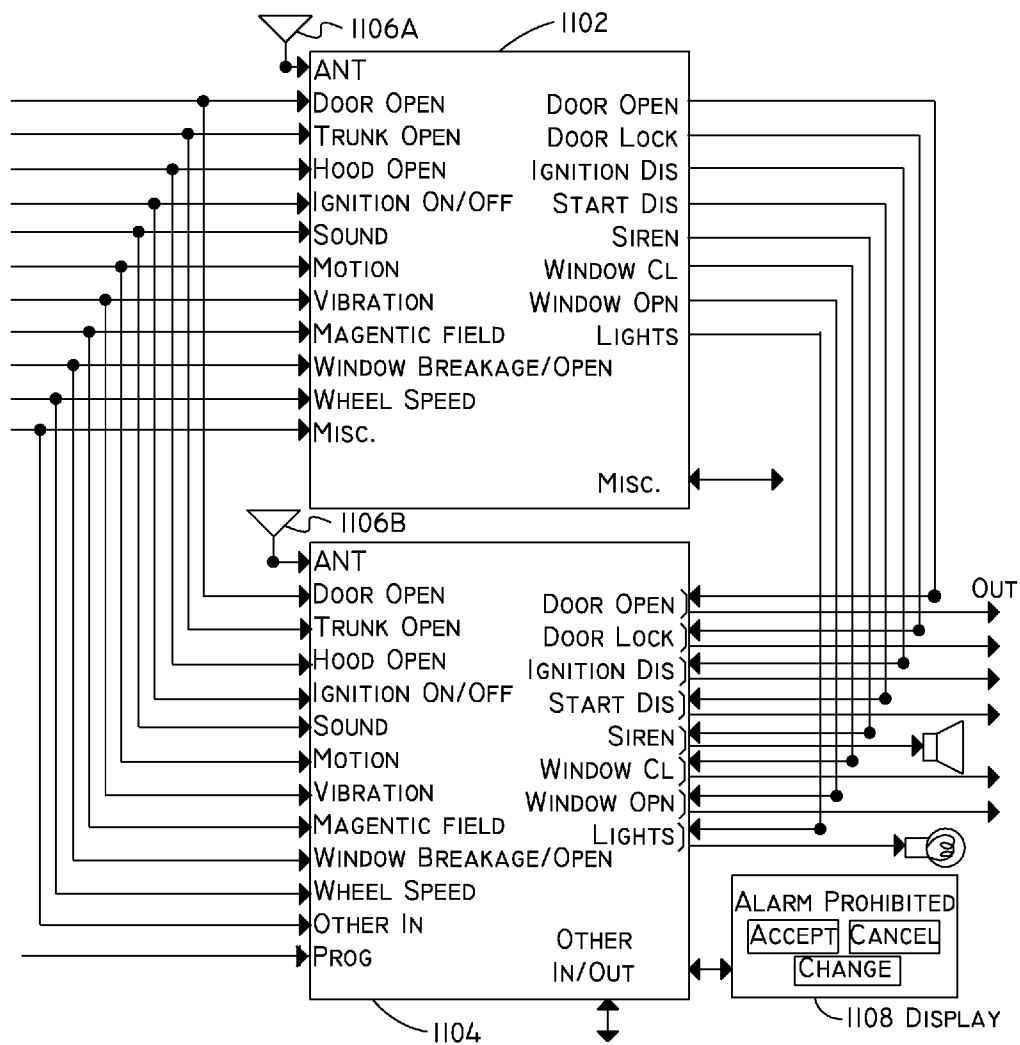 1106A
1102
ANT
DOOR OPEN
TRUNK OPEN
HOOD OPEN
IGNITION ON/OFF
SOUND
MOTION
VIBRATION
MAGENTIC FIELD
WINDOW BREAKAGE/OPEN
WHEEL SPEED
MISC.
DOOR OPEN
DOOR LOCK
IGNITION DIS
START DIS
SIREN
WINDOW CL
WINDOW OPN
LIGHTS
MISC.
1106B
ANT
DOOR OPEN
TRUNK OPEN
HOOD OPEN
IGNITION ON/OFF
SOUND
MOTION
VIBRATION
MAGENTIC FIELD
WINDOW BREAKAGE/OPEN
WHEEL SPEED
OTHER IN
PROG
DOOR OPEN
DOOR LOCK
IGNITION DIS
START DIS
SIREN
WINDOW CL
WINDOW OPN
LIGHTS
OTHER
IN/OUT
OUT
ALARM PROHIBITED
ACCEPT CANCEL
CHANGE
1104
1108 DISPLAY